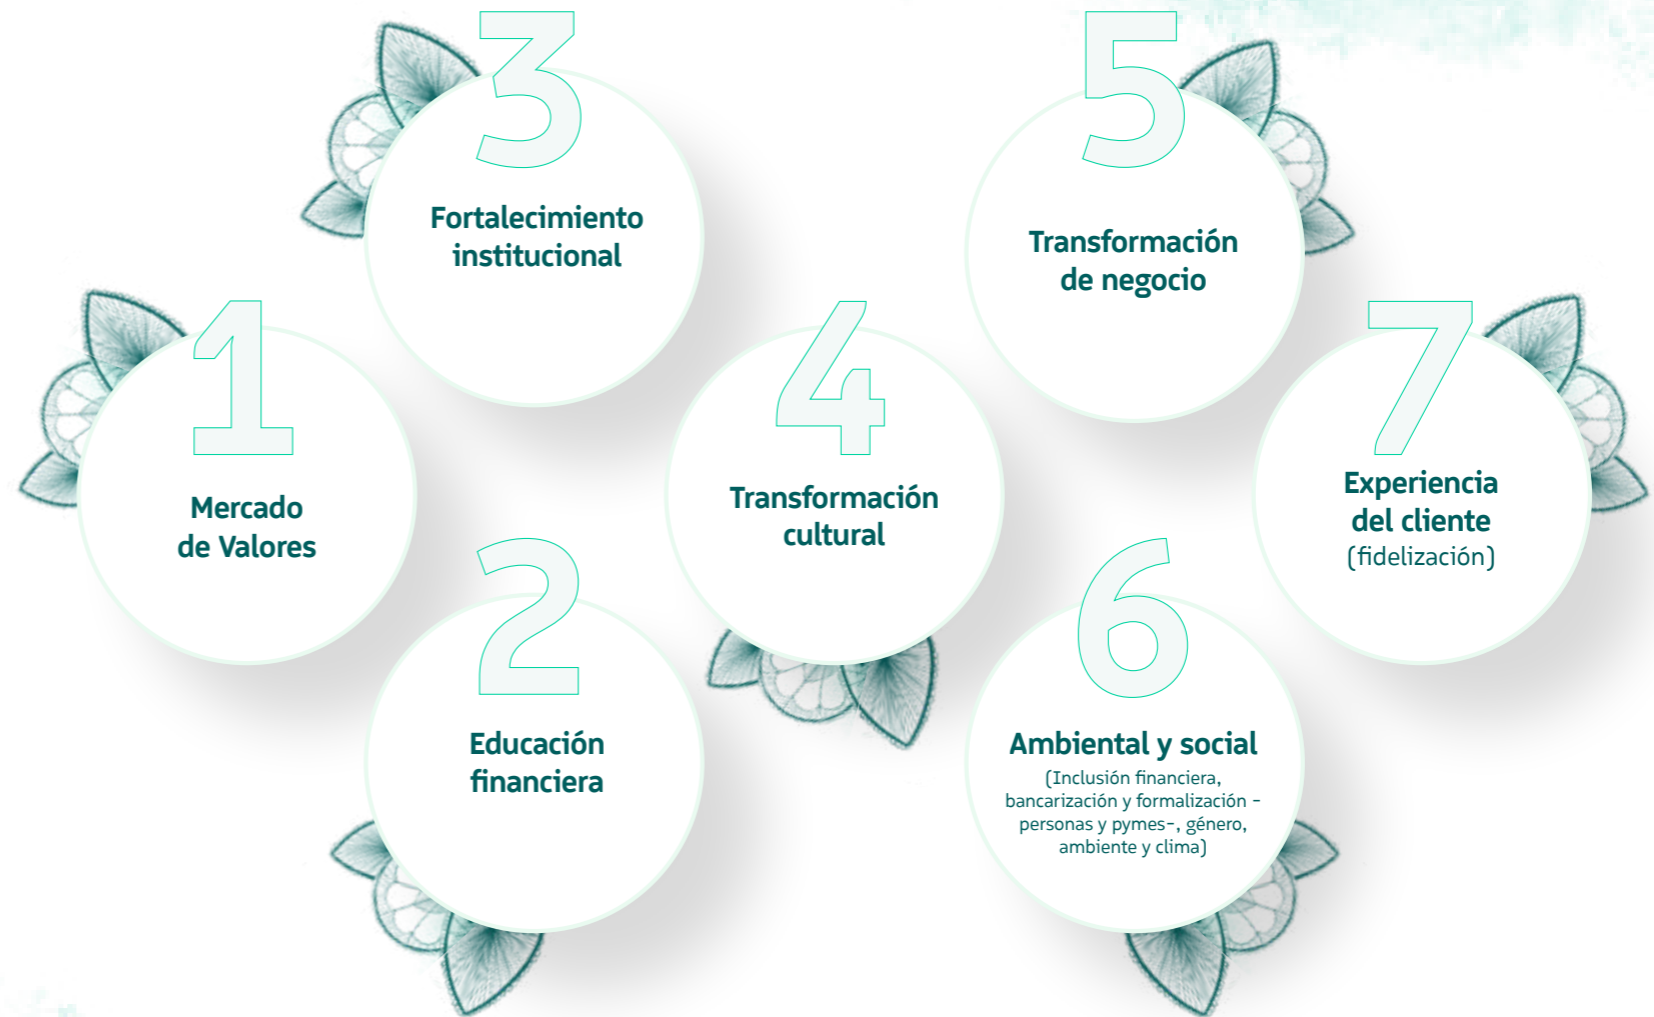 1
Mercado
de Valores
2
Educación
financiera
3
Fortalecimiento
institucional
4
Transformación
cultural
5
Transformación
de negocio
6
Ambiental y social
(Inclusión financiera,
bancarización y formalización -
personas y pymes-, género,
ambiente y clima)
7
Experiencia
del cliente
(fidelización)